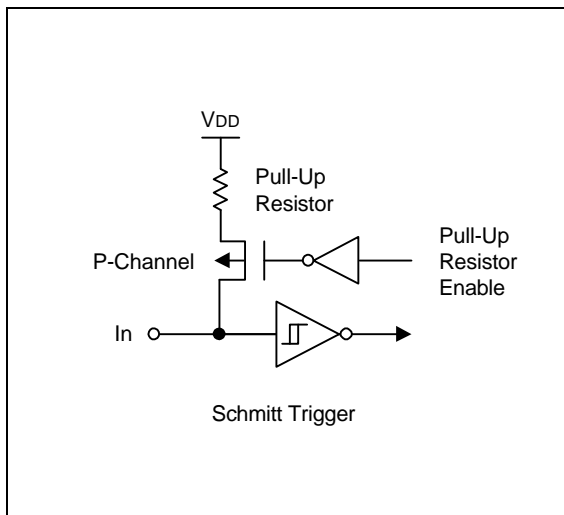 VDD
Pull-Up
Resistor
P-Channel
Pull-Up
Resistor
Enable
In
Schmitt Trigger